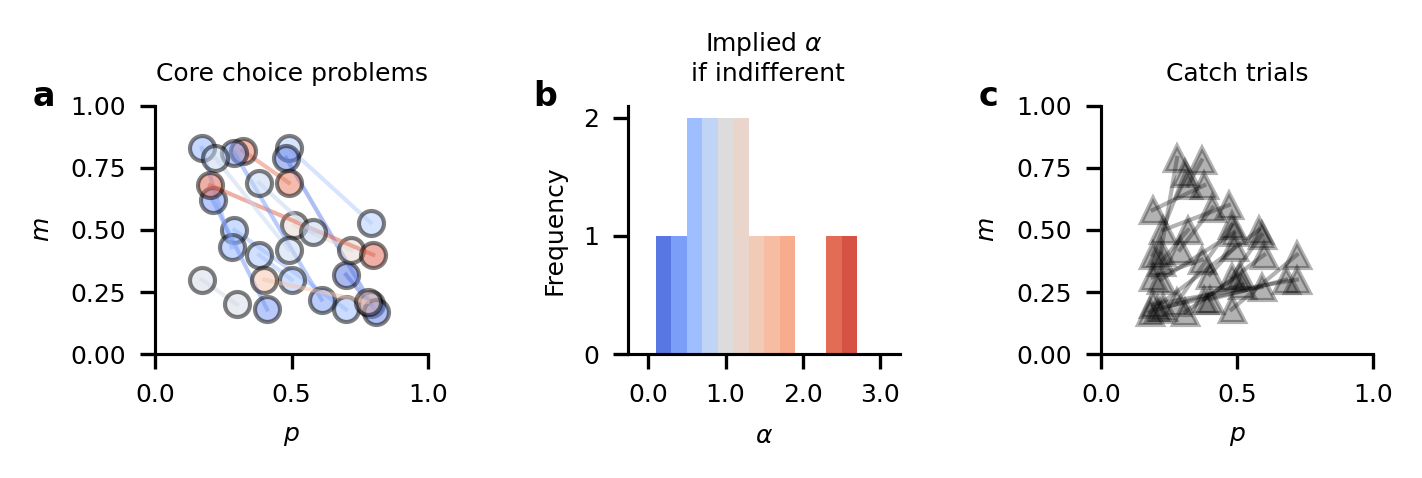 a
Core choice problems
1.00
0.75
0.50
0.25
0.00
m
0.0
0.5
1.0
p
b
Implied α
if indifferent
2
1
0
Frequency
0.0
1.0
2.0
3.0
α
c
Catch trials
1.00
0.75
0.50
0.25
0.00
m
0.0
0.5
1.0
p